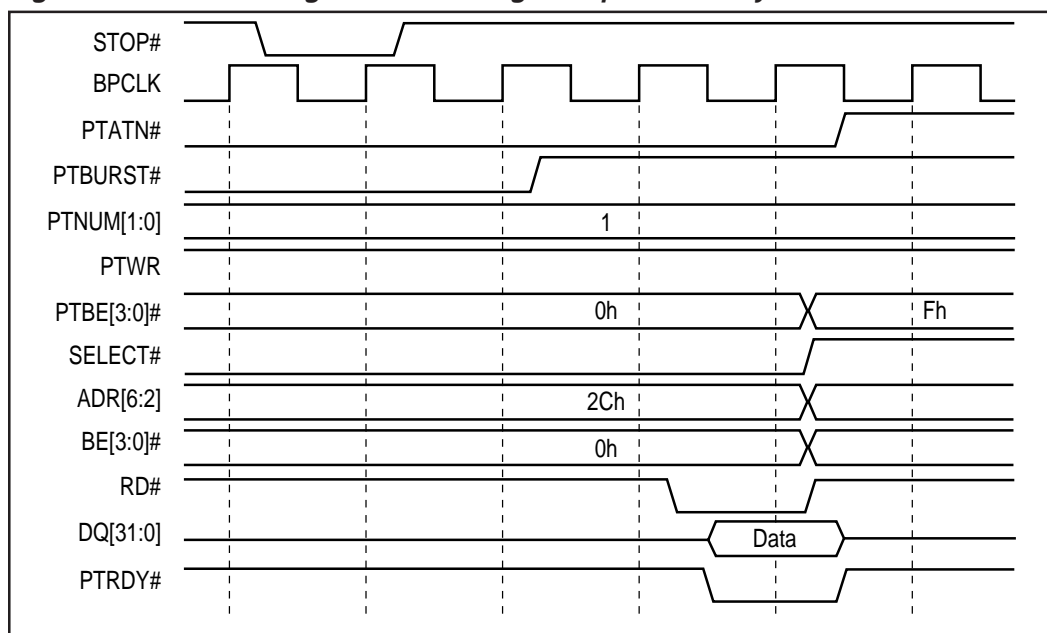 STOP#
BPCLK
PTATN#
PTBURST#
PTNUM[1:0] 1
PTWR
PTBE[3:0]# 0h Fh
SELECT#
ADR[6:2] 2Ch
BE[3:0]# 0h
RD#
DQ[31:0] Data
PTRDY#